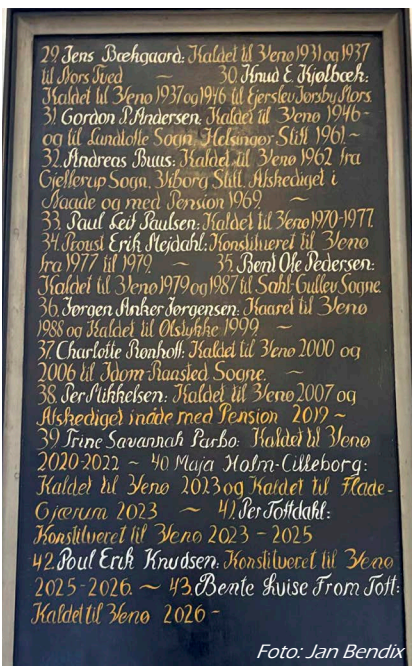 29. Jens Bækgaard: Kaldet til Venø 1931 og 1937
til Mors Tved ~ 30. Knud E. Kjølbæk:
Kaldet til Venø 1937 og 1946 til Ejerslev Jørsby Mors.
31. Gordon P. Andersen: Kaldet til Venø 1946-
og til Lundtofte Sogn, Helsingør Stift 1961.~
32. Andreas Buus: Kaldet til Venø 1962 fra
Gjellerup Sogn, Viborg Stift. Afskediget i
Naade og med Pension 1969. ~
33. Paul Leif Paulsen: Kaldet til Venø 1970-1977.
34. Proust Erik Mejdahl: Konstitueret til Venø
fra 1977 til 1979. ~ 35. Bent Ole Pedersen:
Kaldet til Venø 1979 og 1987 til Sahl-Gullev Sogne.
36. Jørgen Anker Jørgensen: Kaaret til Venø
1988 og Kaldet til Ølstykke 1999. ~
37. Charlotte Rønhoff: Kaldet til Venø 2000 og
2006 til Idom-Raasted Sogne. ~
38. Per Mikkelsen: Kaldet til Venø 2007 og
Afskediget i nåde med Pension 2019 ~
39. Trine Savannah Parbo: Kaldet til Venø
2020-2022 ~ 40 Maja Holm-Cilleborg:
Kaldet til Venø 2023 og Kaldet til Flade-
Gjærum 2023 ~ 41. Per Toftdahl:
Konstitueret til Venø 2023 - 2025
42. Poul Erik Knudsen: Konstitueret til Venø
2025-2026. ~ 43. Bente Luise From Toft:
Kaldet til Venø 2026 -
Foto: Jan Bendix